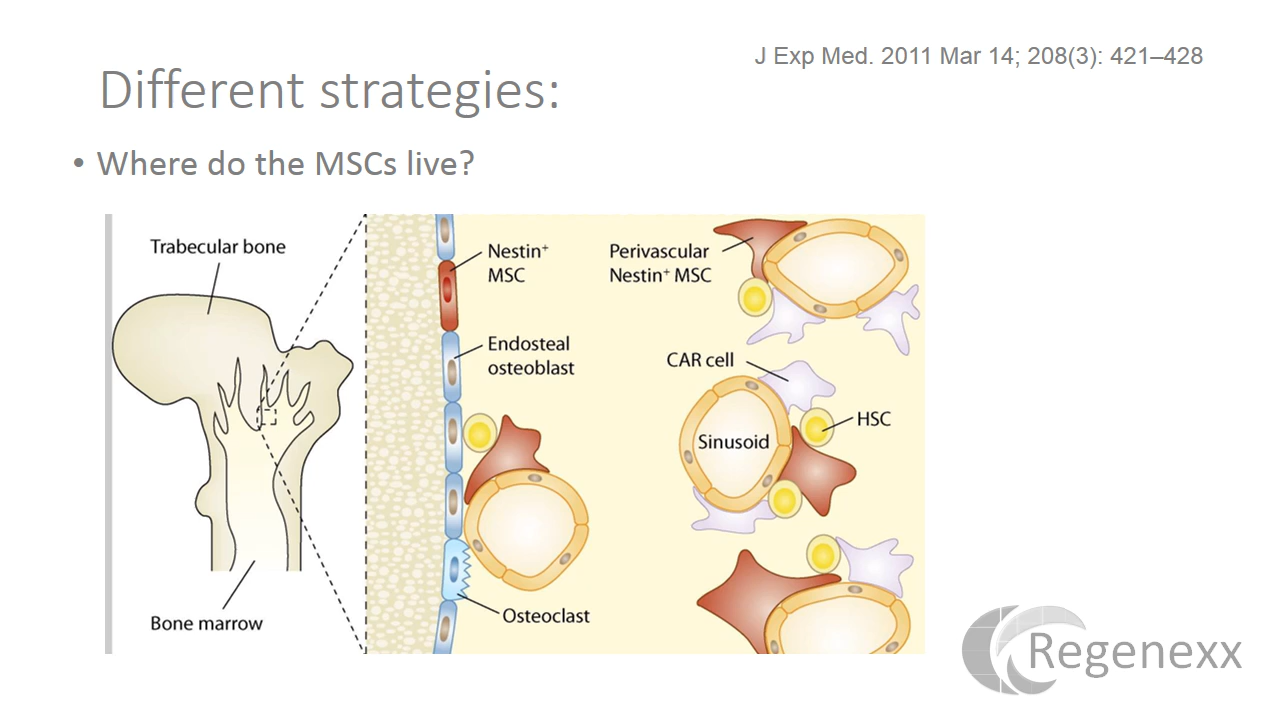 J Exp Med. 2011 Mar 14; 208(3): 421–428
Different strategies:
• Where do the MSCs live?
Trabecular bone
Bone marrow
Nestin⁺
MSC
Endosteal
osteoblast
Osteoclast
Perivascular
Nestin⁺ MSC
CAR cell
HSC
Sinusoid
Regenexx